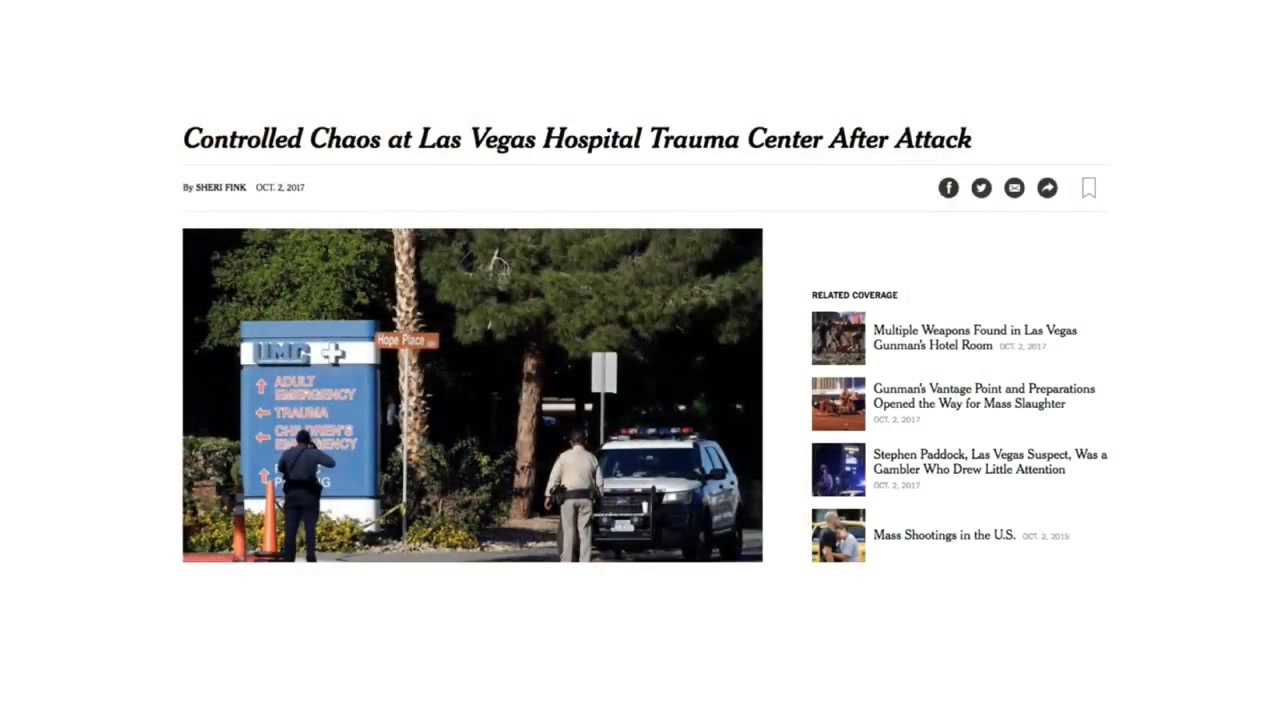 Controlled Chaos at Las Vegas Hospital Trauma Center After Attack
By SHERI FINK OCT. 2, 2017
UMC
Hope Place
ADULT
EMERGENCY
TRAUMA
CHILDREN'S
RELATED COVERAGE
Multiple Weapons Found in Las Vegas
Gunman's Hotel Room OCT. 2, 2017
Gunman's Vantage Point and Preparations
Opened the Way for Mass Slaughter
OCT. 2, 2017
Stephen Paddock, Las Vegas Suspect, Was a
Gambler Who Drew Little Attention
OCT. 2, 2017
Mass Shootings in the U.S. OCT. 2, 2015